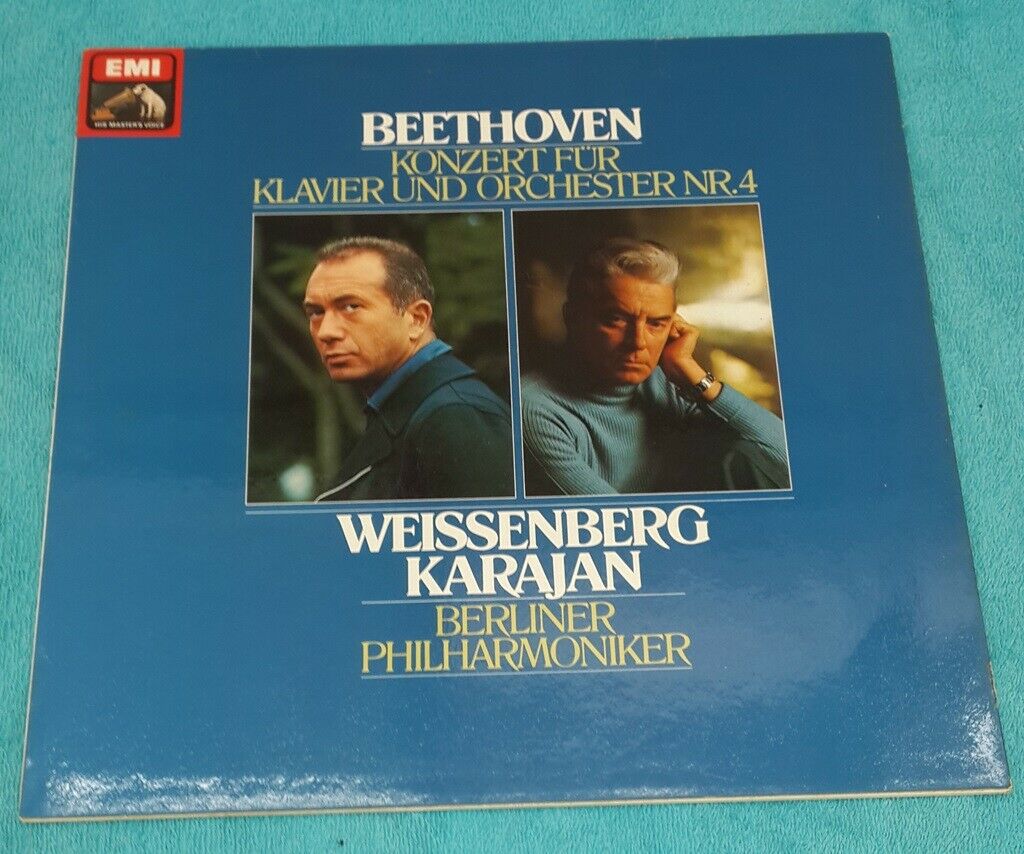 EMI
HIS MASTER'S VOICE
BEETHOVEN
KONZERT FÜR
KLAVIER UND ORCHESTER NR.4
WEISSENBERG
KARAJAN
BERLINER
PHILHARMONIKER